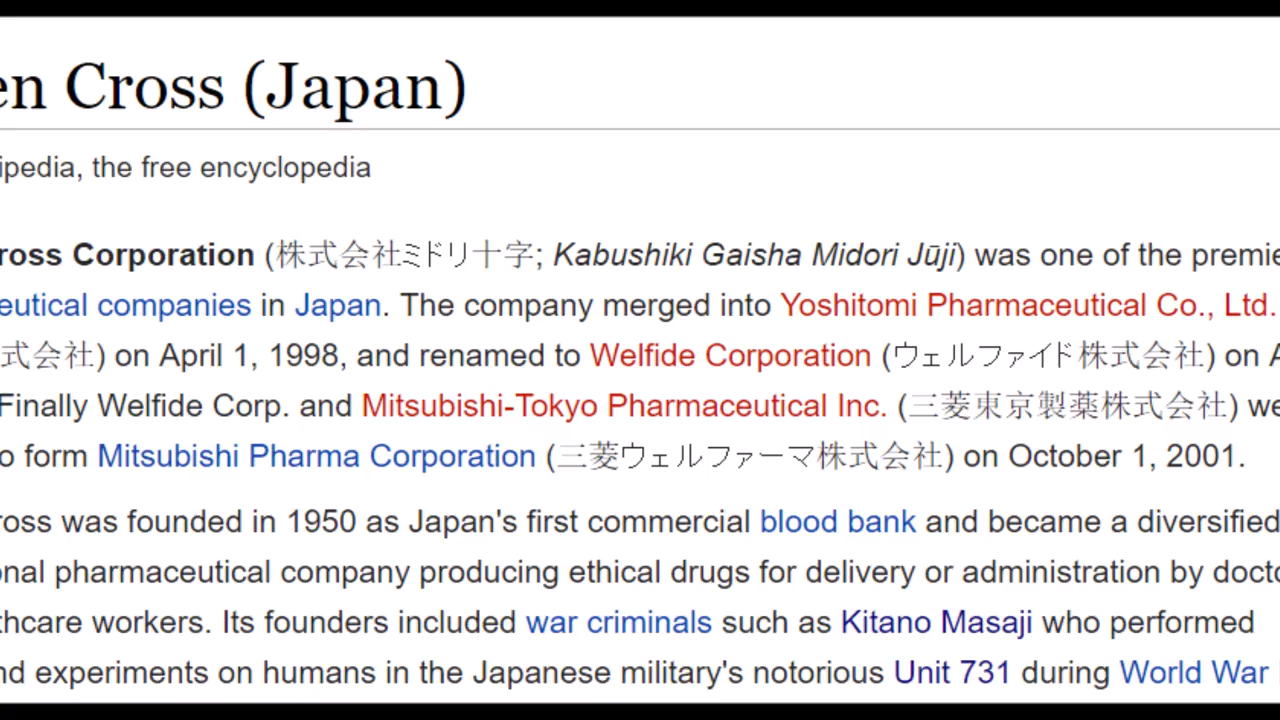 en Cross (Japan)
ipedia, the free encyclopedia
ross Corporation (株式会社ミドリ十字; Kabushiki Gaisha Midori Jūji) was one of the premie
eutical companies in Japan. The company merged into Yoshitomi Pharmaceutical Co., Ltd.
式会社) on April 1, 1998, and renamed to Welfide Corporation (ウェルファイド株式会社) on A
Finally Welfide Corp. and Mitsubishi-Tokyo Pharmaceutical Inc. (三菱東京製薬株式会社) we
o form Mitsubishi Pharma Corporation (三菱ウェルファーマ株式会社) on October 1, 2001.
ross was founded in 1950 as Japan's first commercial blood bank and became a diversified
onal pharmaceutical company producing ethical drugs for delivery or administration by docto
thcare workers. Its founders included war criminals such as Kitano Masaji who performed
nd experiments on humans in the Japanese military's notorious Unit 731 during World War